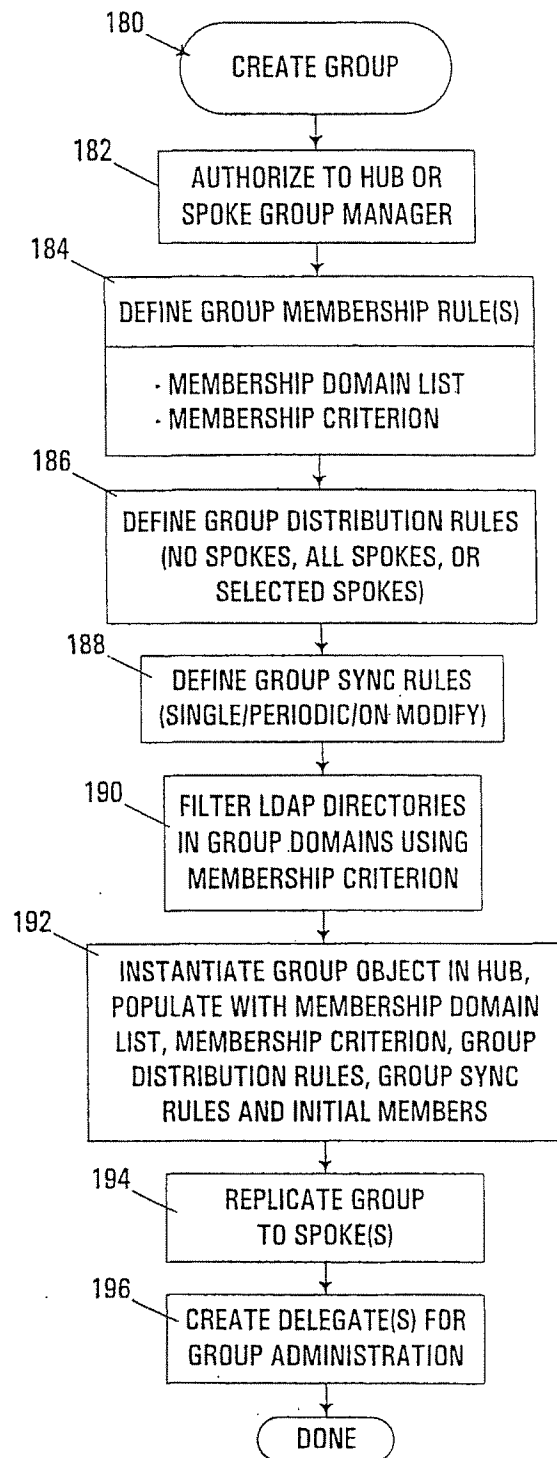 180
CREATE GROUP
182
AUTHORIZE TO HUB OR
SPOKE GROUP MANAGER
184
DEFINE GROUP MEMBERSHIP RULE(S)
· MEMBERSHIP DOMAIN LIST
· MEMBERSHIP CRITERION
186
DEFINE GROUP DISTRIBUTION RULES
(NO SPOKES, ALL SPOKES, OR
SELECTED SPOKES)
188
DEFINE GROUP SYNC RULES
(SINGLE/PERIODIC/ON MODIFY)
190
FILTER LDAP DIRECTORIES
IN GROUP DOMAINS USING
MEMBERSHIP CRITERION
192
INSTANTIATE GROUP OBJECT IN HUB,
POPULATE WITH MEMBERSHIP DOMAIN
LIST, MEMBERSHIP CRITERION, GROUP
DISTRIBUTION RULES, GROUP SYNC
RULES AND INITIAL MEMBERS
194
REPLICATE GROUP
TO SPOKE(S)
196
CREATE DELEGATE(S) FOR
GROUP ADMINISTRATION
DONE